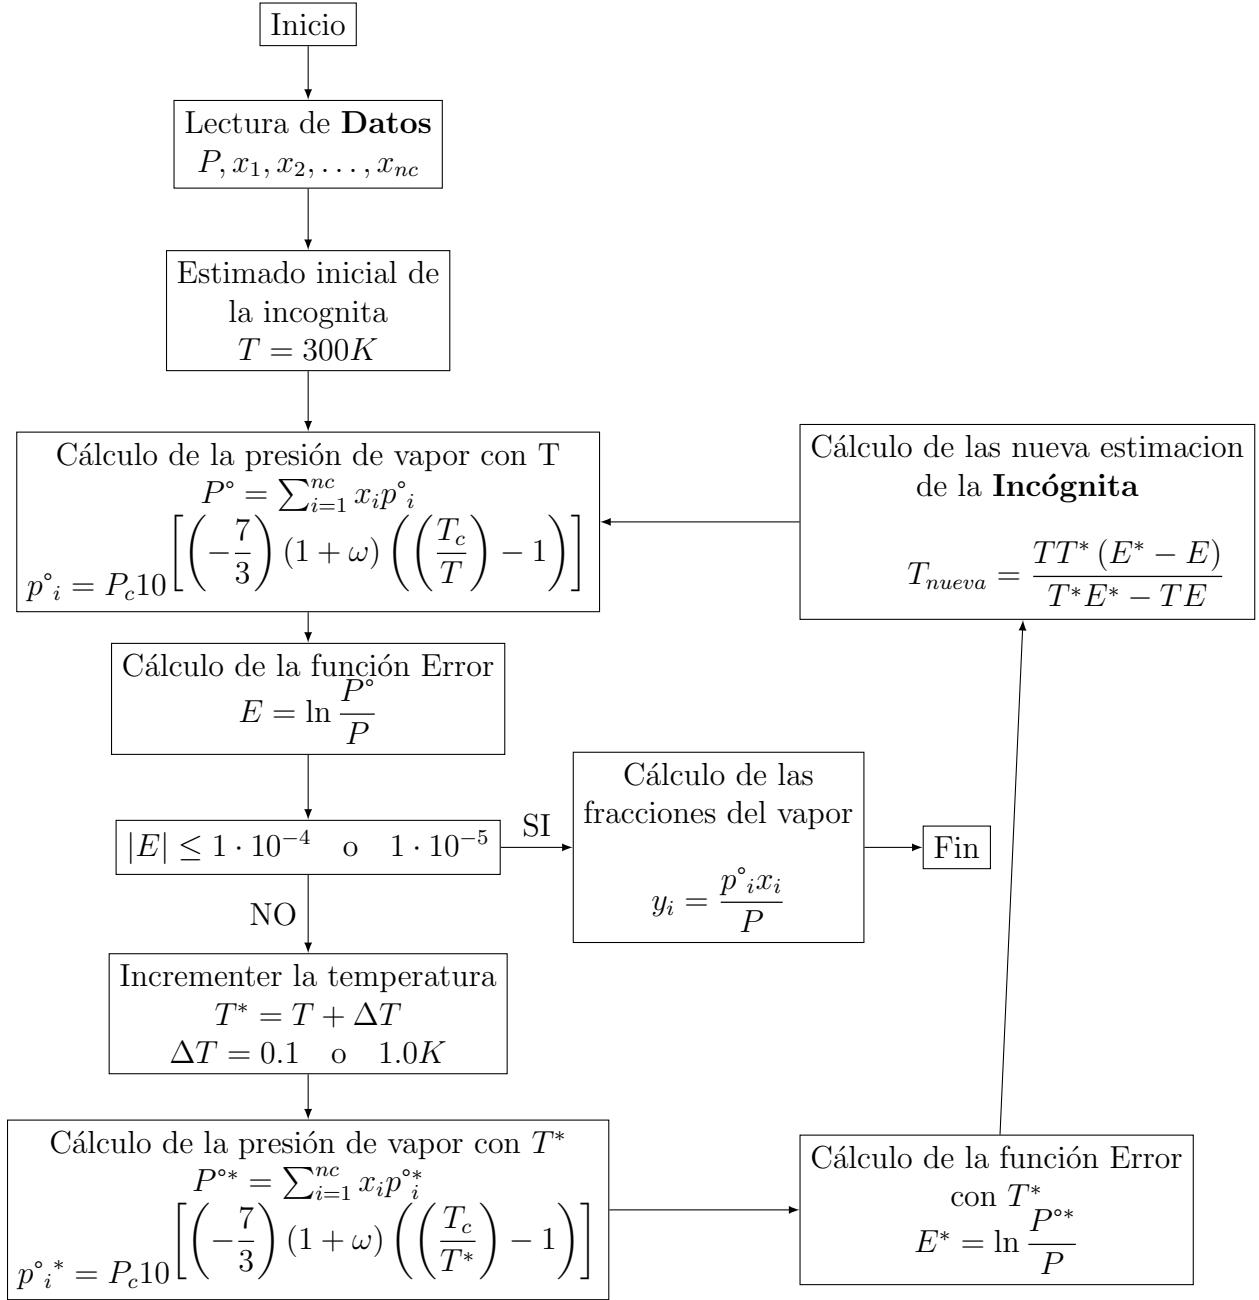 Inicio
Lectura de Datos
P, x₁, x₂, …, xₙc
Estimado inicial de
la incognita
T = 300K
Cálculo de la presión de vapor con T
P° = ∑_{i=1}^{nc} x_i p°_i
p°_i = P_c 10^[(−7/3)(1 + ω)((T_c/T) − 1)]
Cálculo de la función Error
E = ln P°/P
|E| ≤ 1 · 10⁻⁴ o 1 · 10⁻⁵
SI
Cálculo de las
fracciones del vapor
y_i = p°_i x_i / P
Fin
NO
Incrementer la temperatura
T* = T + ΔT
ΔT = 0.1 o 1.0K
Cálculo de la presión de vapor con T*
P°* = ∑_{i=1}^{nc} x_i p°*_i
p°_i* = P_c 10^[(−7/3)(1 + ω)((T_c/T*) − 1)]
Cálculo de la función Error
con T*
E* = ln P°*/P
Cálculo de las nueva estimacion
de la Incógnita
T_nueva = TT*(E* − E) / (T*E* − TE)